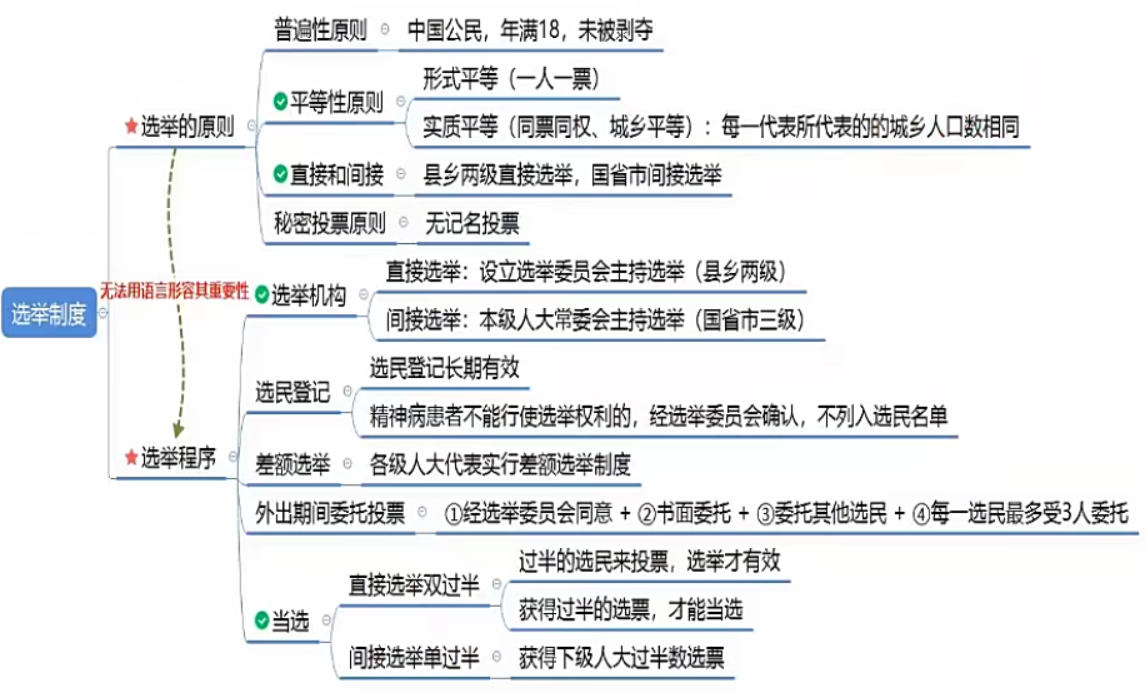 选举制度
无法用语言形容其重要性
选举的原则
普遍性原则
中国公民，年满18，未被剥夺
平等性原则
形式平等（一人一票）
实质平等（同票同权、城乡平等）：每一代表所代表的的城乡人口数相同
直接和间接
县乡两级直接选举，国省市间接选举
秘密投票原则
无记名投票
选举程序
选举机构
直接选举：设立选举委员会主持选举（县乡两级）
间接选举：本级人大常委会主持选举（国省市三级）
选民登记
选民登记长期有效
精神病患者不能行使选举权利的，经选举委员会确认，不列入选民名单
差额选举
各级人大代表实行差额选举制度
外出期间委托投票
①经选举委员会同意 + ②书面委托 + ③委托其他选民 + ④每一选民最多受3人委托
当选
直接选举双过半
过半的选民来投票，选举才有效
获得过半的选票，才能当选
间接选举单过半
获得下级人大过半数选票